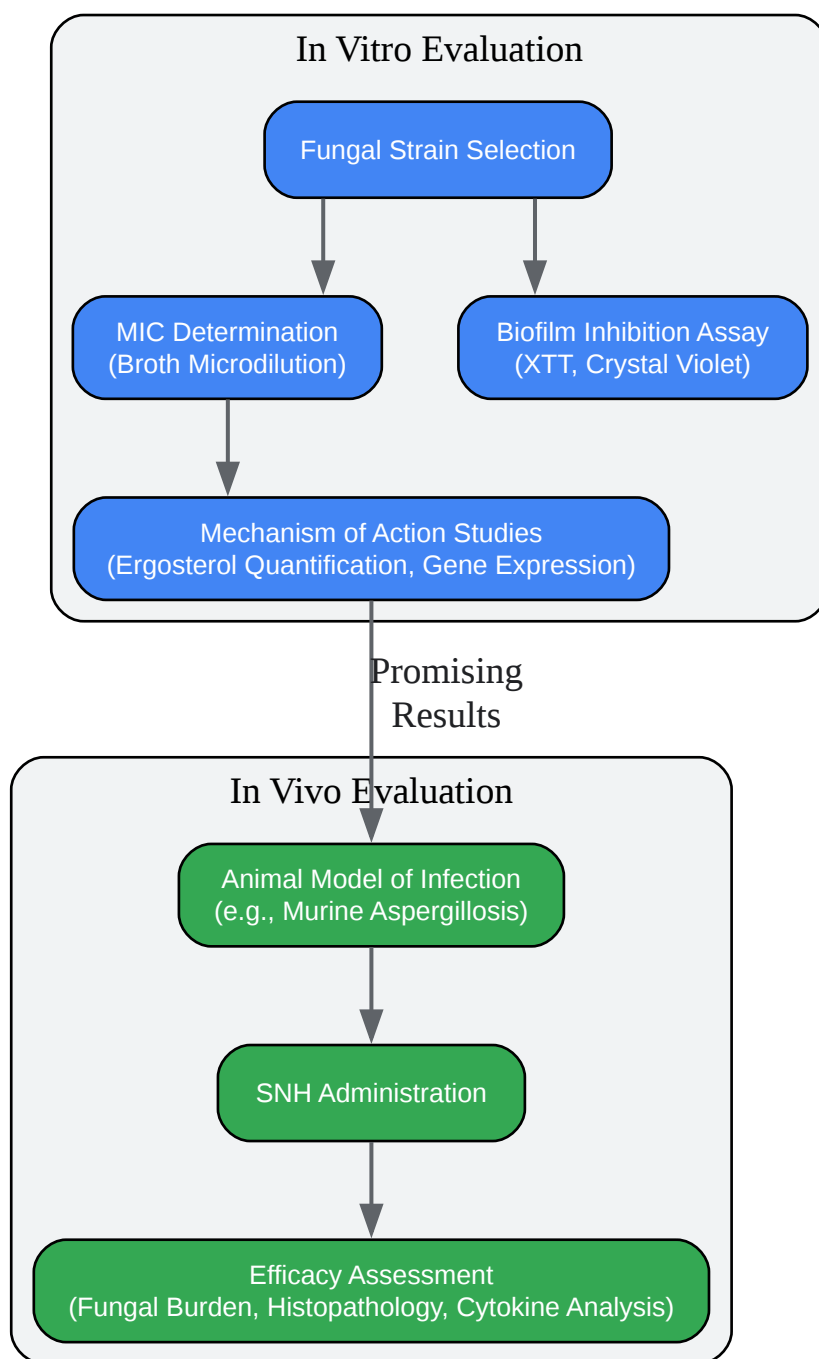 In Vitro Evaluation
Fungal Strain Selection
MIC Determination
(Broth Microdilution)
Biofilm Inhibition Assay
(XTT, Crystal Violet)
Mechanism of Action Studies
(Ergosterol Quantification, Gene Expression)
Promising
Results
In Vivo Evaluation
Animal Model of Infection
(e.g., Murine Aspergillosis)
SNH Administration
Efficacy Assessment
(Fungal Burden, Histopathology, Cytokine Analysis)